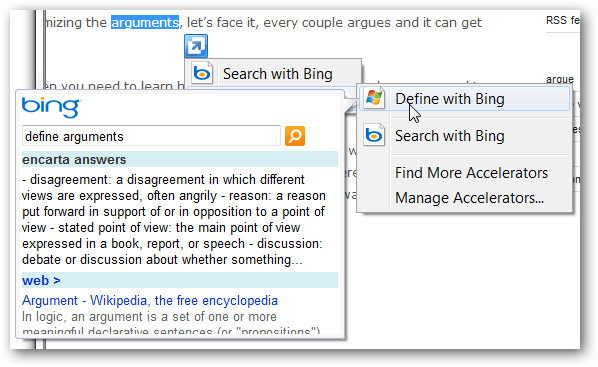 mizing the arguments, let's face it, every couple argues and it can get
RSS fe
Search with Bing
en you need to learn h
argue
bing
define arguments
encarta answers
- disagreement: a disagreement in which different
views are expressed, often angrily - reason: a reason
put forward in support of or in opposition to a point of
view - stated point of view: the main point of view
expressed in a book, report, or speech - discussion:
debate or discussion about whether something...
web >
Argument - Wikipedia, the free encyclopedia
In logic, an argument is a set of one or more
meaningful declarative sentences (or "propositions")
Define with Bing
Search with Bing
Find More Accelerators
Manage Accelerators...